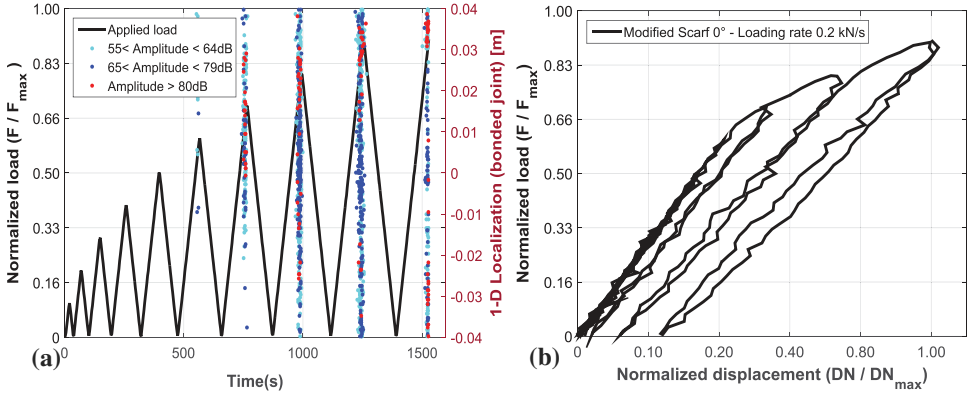 Normalized load (F / Fmax)
1.00
0.83
0.66
0.50
0.33
0.16
0
Applied load
55< Amplitude < 64dB
65< Amplitude < 79dB
Amplitude > 80dB
0.04
0.03
0.02
0.01
0
-0.01
-0.02
-0.03
-0.04
1-D Localization (bonded joint) [m]
0
500
1000
1500
Time(s)
(a)
Normalized load (F / Fmax)
1.00
0.83
0.66
0.50
0.33
0.16
0
Modified Scarf 0° - Loading rate 0.2 kN/s
0
0.10
0.20
0.40
0.80
1.00
Normalized displacement (DN / DNmax)
(b)